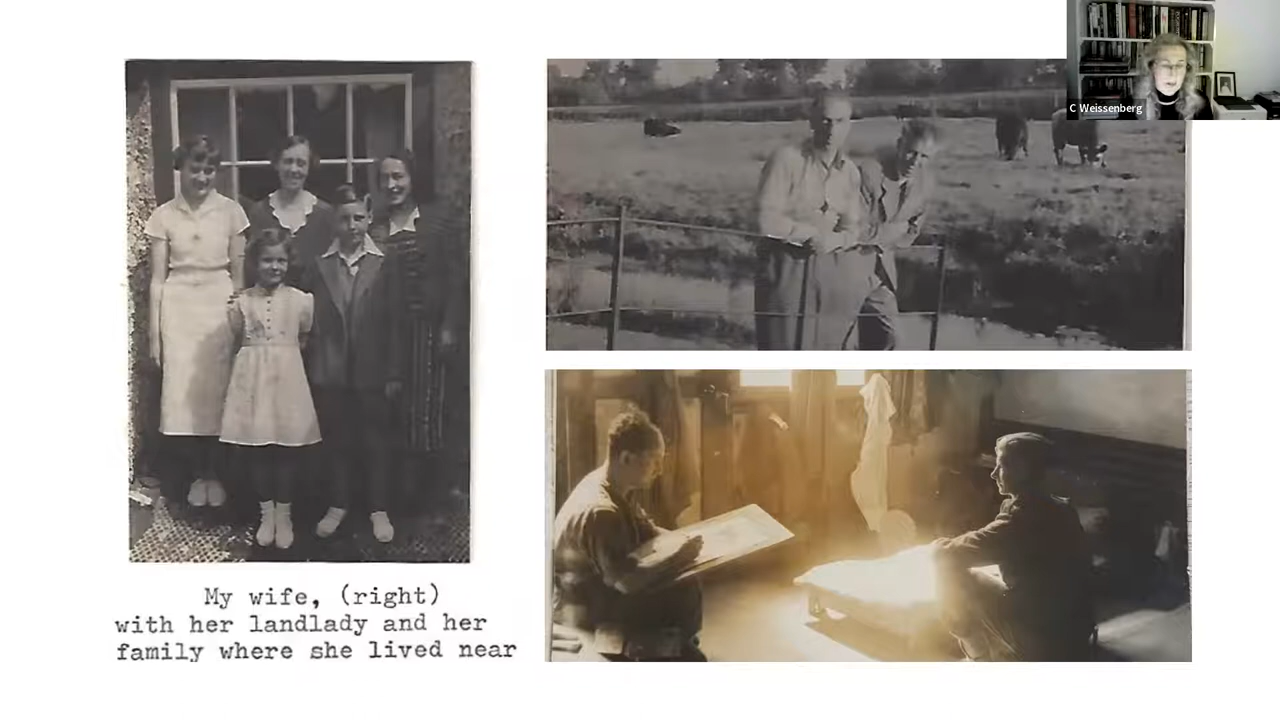 C Weissenberg
My wife, (right)
with her landlady and her
family where she lived near